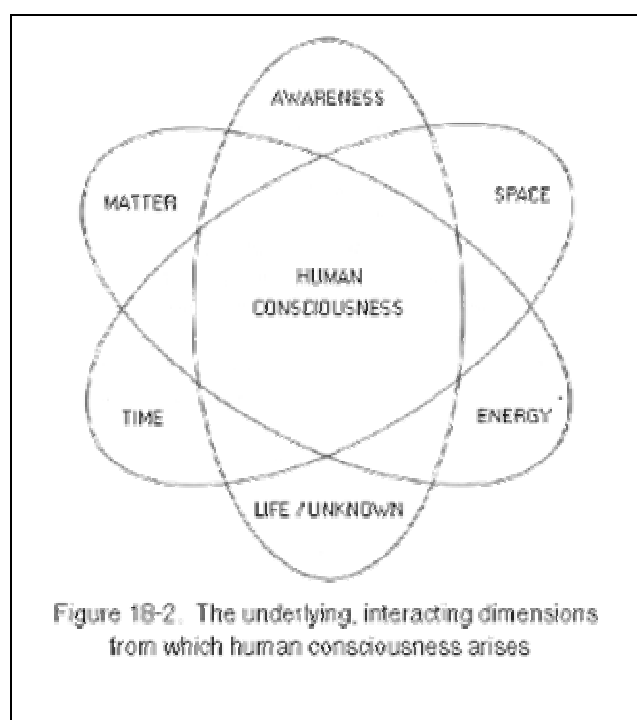 AWARENESS
MATTER
SPACE
HUMAN
CONSCIOUSNESS
TIME
ENERGY
LIFE / UNKNOWN
Figure 18-2. The underlying, interacting dimensions
from which human consciousness arises